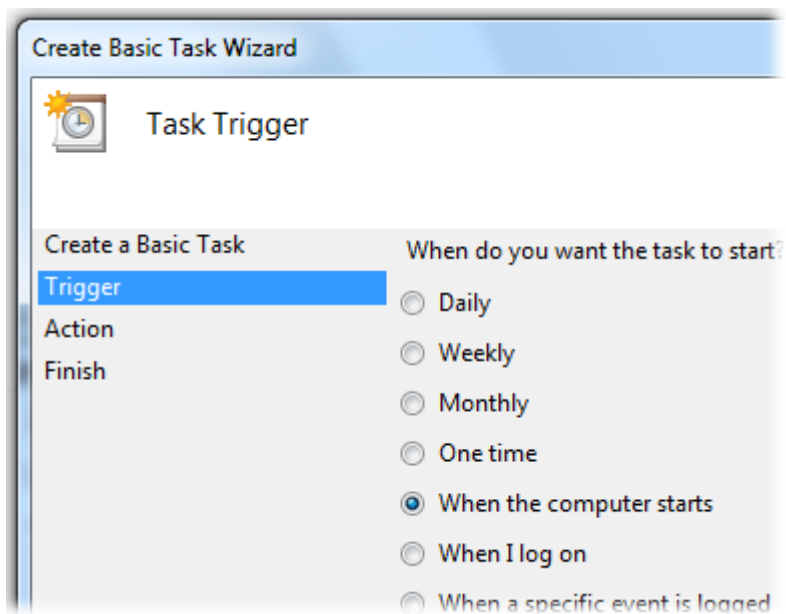 Create Basic Task Wizard
Task Trigger
Create a Basic Task
Trigger
Action
Finish
When do you want the task to start?
Daily
Weekly
Monthly
One time
When the computer starts
When I log on
When a specific event is logged